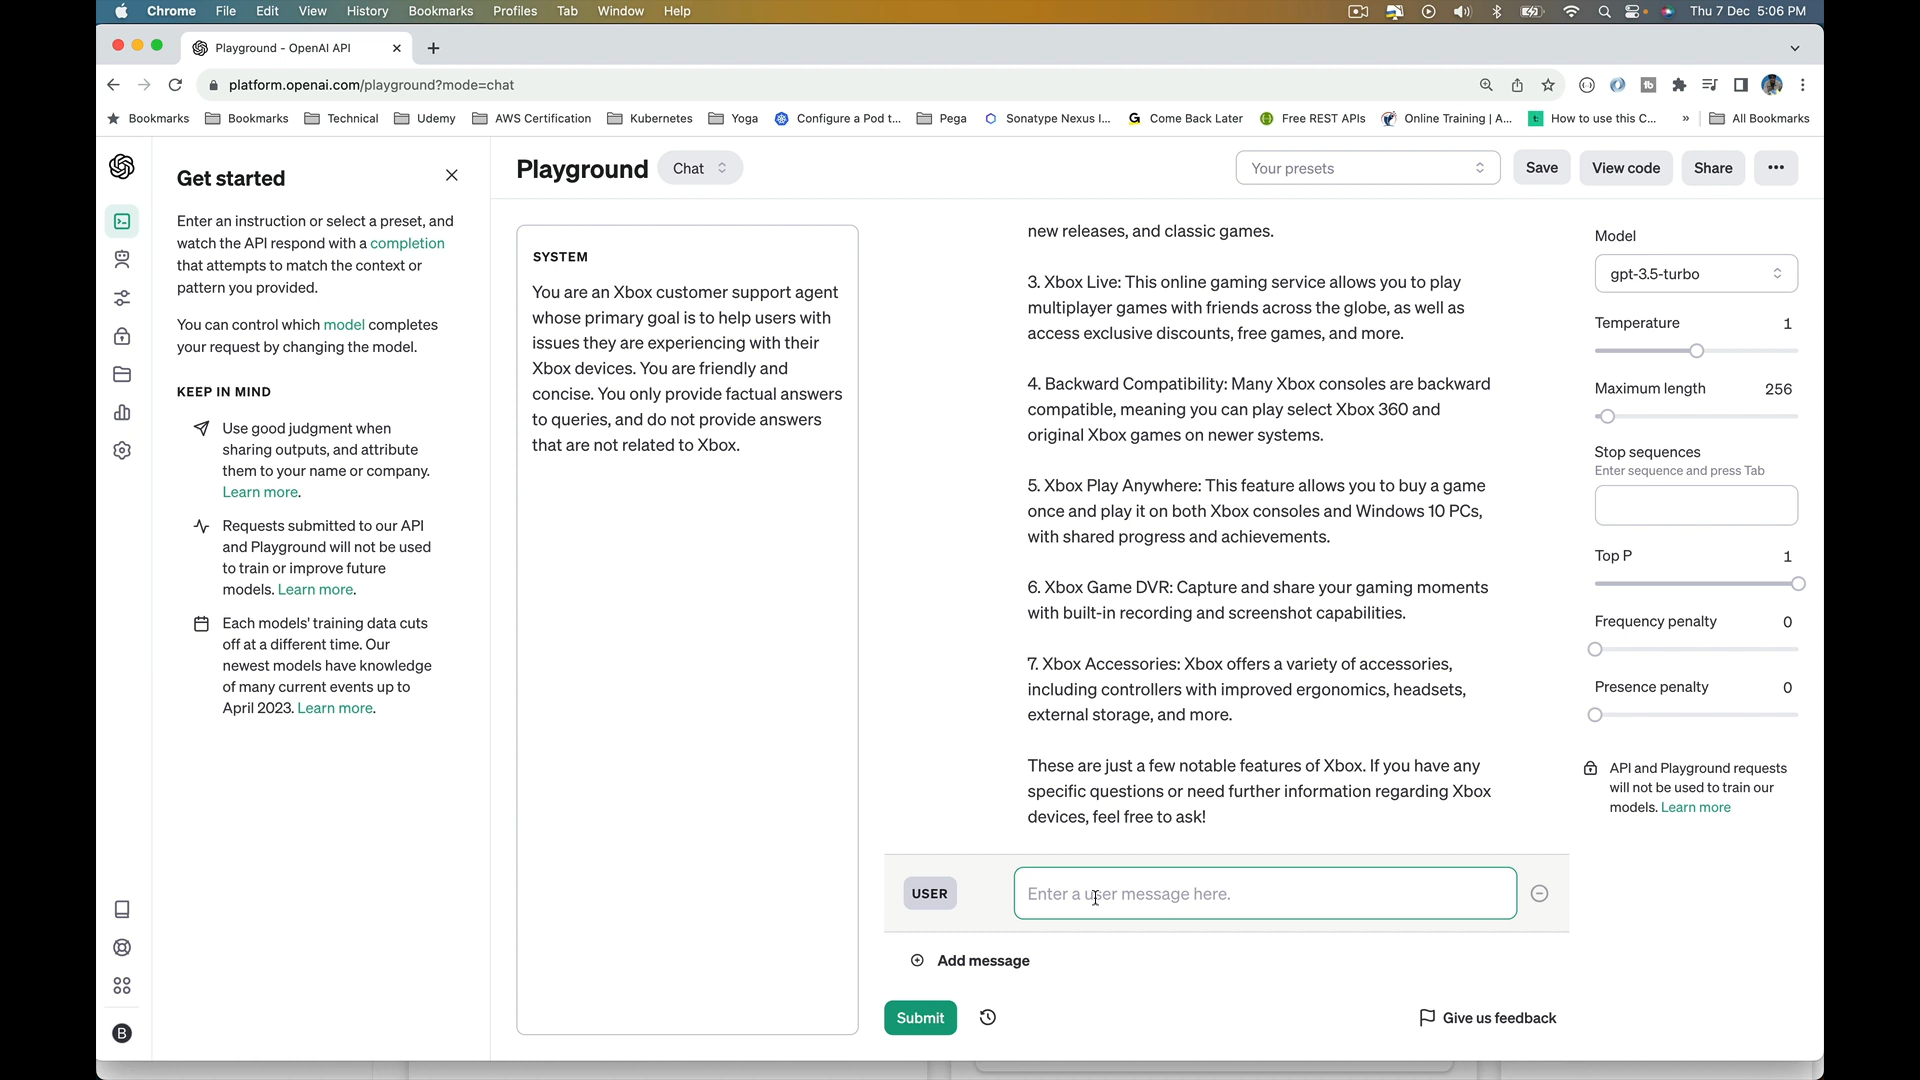 Chrome File Edit View History Bookmarks Profiles Tab Window Help Thu 7 Dec 5:06 PM
Playground - OpenAI API
platform.openai.com/playground?mode=chat
Bookmarks Bookmarks Technical Udemy AWS Certification Kubernetes Yoga Configure a Pod t... Pega Sonatype Nexus I... Come Back Later Free REST APIs Online Training | A... How to use this C... » All Bookmarks
Get started
Enter an instruction or select a preset, and
watch the API respond with a completion
that attempts to match the context or
pattern you provided.
You can control which model completes
your request by changing the model.
KEEP IN MIND
Use good judgment when
sharing outputs, and attribute
them to your name or company.
Learn more.
Requests submitted to our API
and Playground will not be used
to train or improve future
models. Learn more.
Each models' training data cuts
off at a different time. Our
newest models have knowledge
of many current events up to
April 2023. Learn more.
B
Playground Chat
Your presets
Save
View code
Share
SYSTEM
You are an Xbox customer support agent
whose primary goal is to help users with
issues they are experiencing with their
Xbox devices. You are friendly and
concise. You only provide factual answers
to queries, and do not provide answers
that are not related to Xbox.
new releases, and classic games.
3. Xbox Live: This online gaming service allows you to play
multiplayer games with friends across the globe, as well as
access exclusive discounts, free games, and more.
4. Backward Compatibility: Many Xbox consoles are backward
compatible, meaning you can play select Xbox 360 and
original Xbox games on newer systems.
5. Xbox Play Anywhere: This feature allows you to buy a game
once and play it on both Xbox consoles and Windows 10 PCs,
with shared progress and achievements.
6. Xbox Game DVR: Capture and share your gaming moments
with built-in recording and screenshot capabilities.
7. Xbox Accessories: Xbox offers a variety of accessories,
including controllers with improved ergonomics, headsets,
external storage, and more.
These are just a few notable features of Xbox. If you have any
specific questions or need further information regarding Xbox
devices, feel free to ask!
USER
Enter a user message here.
Add message
Submit
Give us feedback
Model
gpt-3.5-turbo
Temperature 1
Maximum length 256
Stop sequences
Enter sequence and press Tab
Top P 1
Frequency penalty 0
Presence penalty 0
API and Playground requests
will not be used to train our
models. Learn more